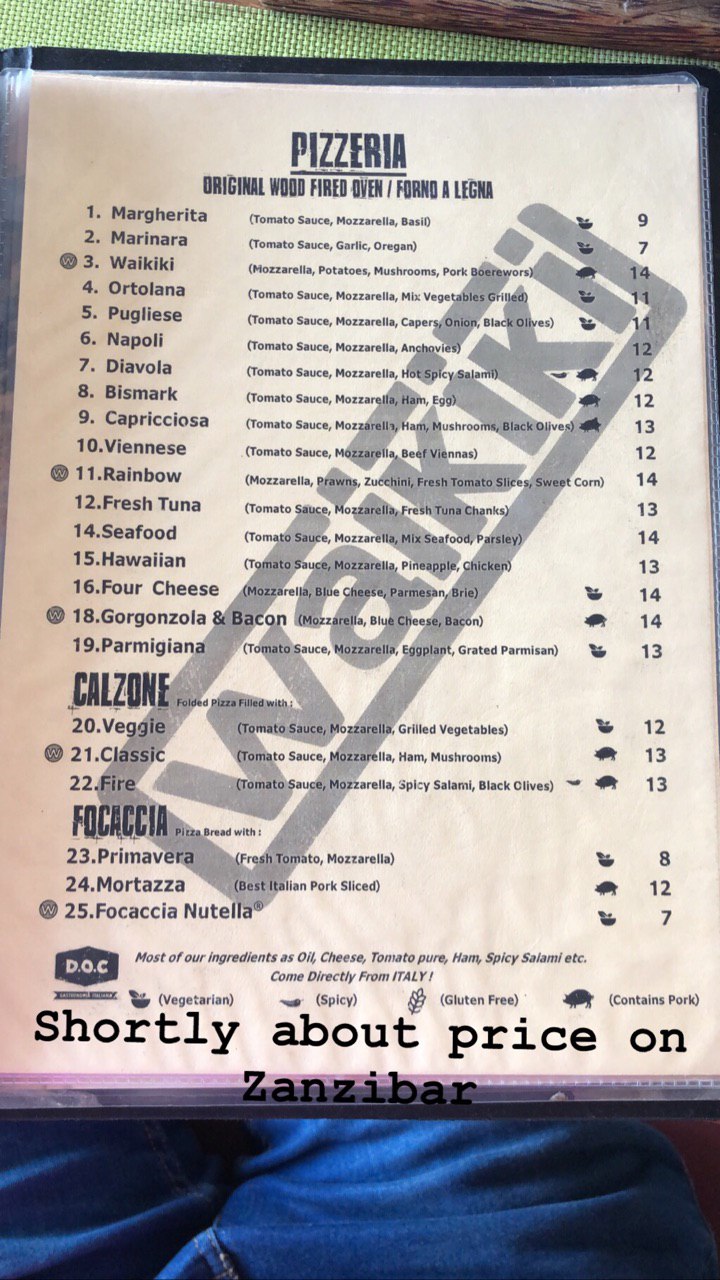 PIZZERIA
ORIGINAL WOOD FIRED OVEN / FORNO A LEGNA
1. Margherita (Tomato Sauce, Mozzarella, Basil) 9
2. Marinara (Tomato Sauce, Garlic, Oregan) 7
W 3. Waikiki (Mozzarella, Potatoes, Mushrooms, Pork Boerewors) 14
4. Ortolana (Tomato Sauce, Mozzarella, Mix Vegetables Grilled) 11
5. Pugliese (Tomato Sauce, Mozzarella, Capers, Onion, Black Olives) 11
6. Napoli (Tomato Sauce, Mozzarella, Anchovies) 12
7. Diavola (Tomato Sauce, Mozzarella, Hot Spicy Salami) 12
8. Bismark (Tomato Sauce, Mozzarella, Ham, Egg) 12
9. Capricciosa (Tomato Sauce, Mozzarella, Ham, Mushrooms, Black Olives) 13
10.Viennese (Tomato Sauce, Mozzarella, Beef Viennas) 12
W 11.Rainbow (Mozzarella, Prawns, Zucchini, Fresh Tomato Slices, Sweet Corn) 14
12.Fresh Tuna (Tomato Sauce, Mozzarella, Fresh Tuna Chanks) 13
14.Seafood (Tomato Sauce, Mozzarella, Mix Seafood, Parsley) 14
15.Hawaiian (Tomato Sauce, Mozzarella, Pineapple, Chicken) 13
16.Four Cheese (Mozzarella, Blue Cheese, Parmesan, Brie) 14
W 18.Gorgonzola & Bacon (Mozzarella, Blue Cheese, Bacon) 14
19.Parmigiana (Tomato Sauce, Mozzarella, Eggplant, Grated Parmisan) 13
Waikiki
CALZONE Folded Pizza Filled with :
20.Veggie (Tomato Sauce, Mozzarella, Grilled Vegetables) 12
W 21.Classic (Tomato Sauce, Mozzarella, Ham, Mushrooms) 13
22.Fire (Tomato Sauce, Mozzarella, Spicy Salami, Black Olives) 13
FOCACCIA Pizza Bread with :
23.Primavera (Fresh Tomato, Mozzarella) 8
24.Mortazza (Best Italian Pork Sliced) 12
W 25.Focaccia Nutella® 7
D.O.C
GASTRONOMIA ITALIANA
Most of our ingredients as Oil, Cheese, Tomato pure, Ham, Spicy Salami etc.
Come Directly From ITALY !
(Vegetarian) (Spicy) (Gluten Free) (Contains Pork)
Shortly about price on
Zanzibar